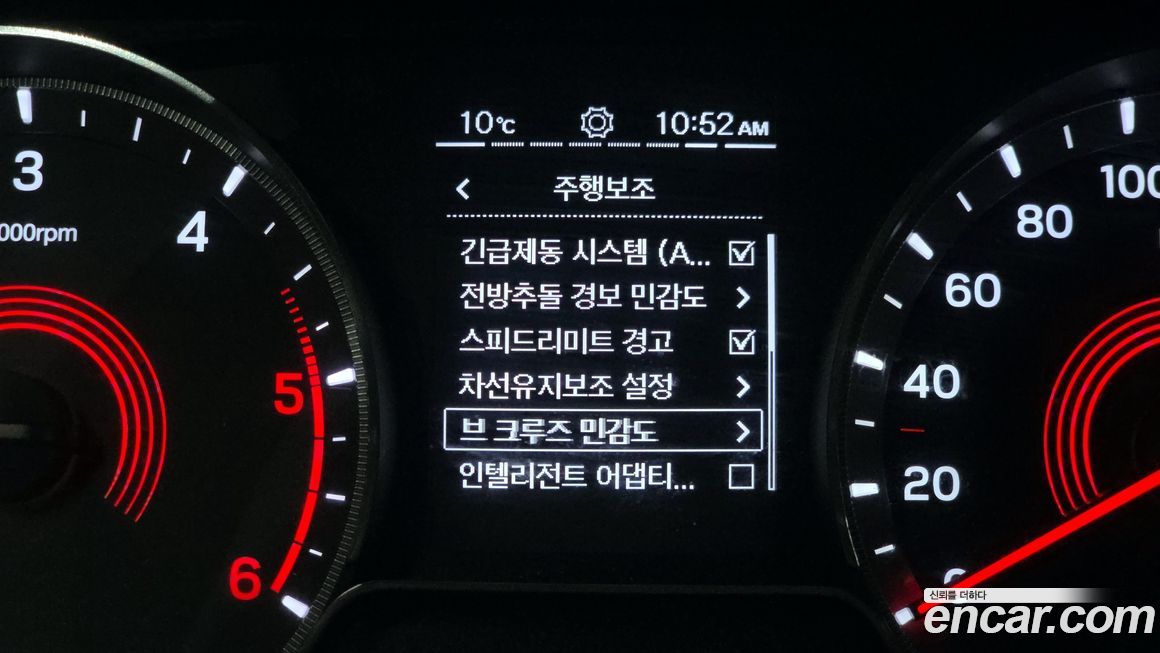 10°C 10:52 AM
< 주행보조
긴급제동 시스템 (A...
전방추돌 경보 민감도 >
스피드리미트 경고
차선유지보조 설정 >
브 크루즈 민감도 >
인텔리전트 어댑티...
3
4
5
6
000rpm
100
80
60
40
20
신뢰를 더하다
encar.com